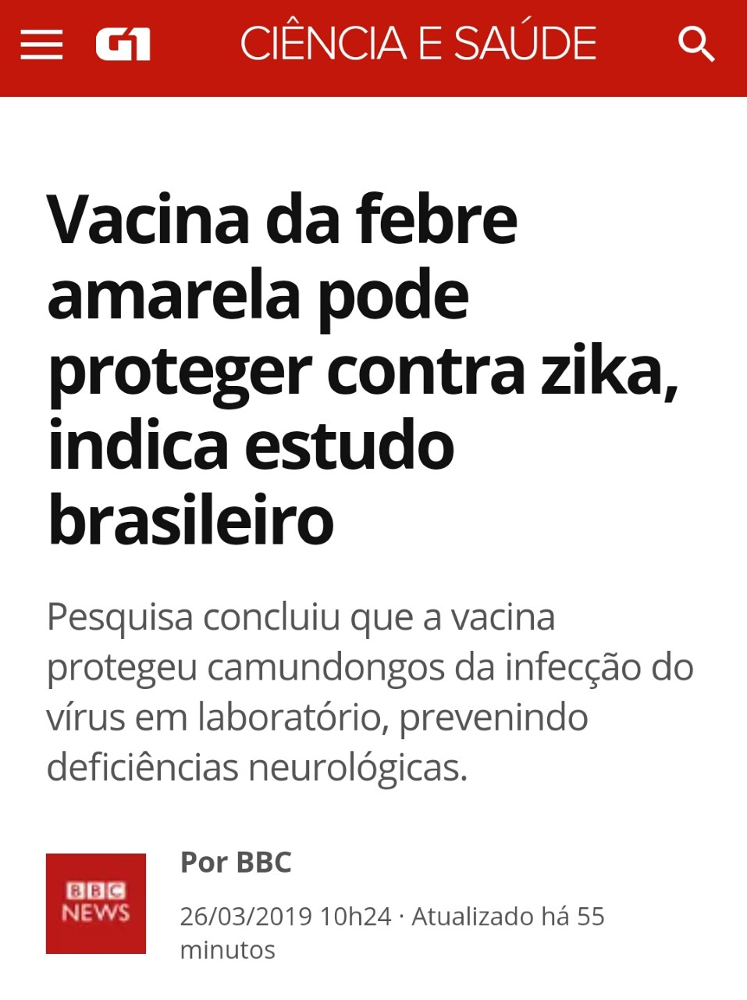 G1 CIÊNCIA E SAÚDE
Vacina da febre
amarela pode
proteger contra zika,
indica estudo
brasileiro
Pesquisa concluiu que a vacina
protegeu camundongos da infecção do
vírus em laboratório, prevenindo
deficiências neurológicas.
BBC
NEWS
Por BBC
26/03/2019 10h24 · Atualizado há 55
minutos